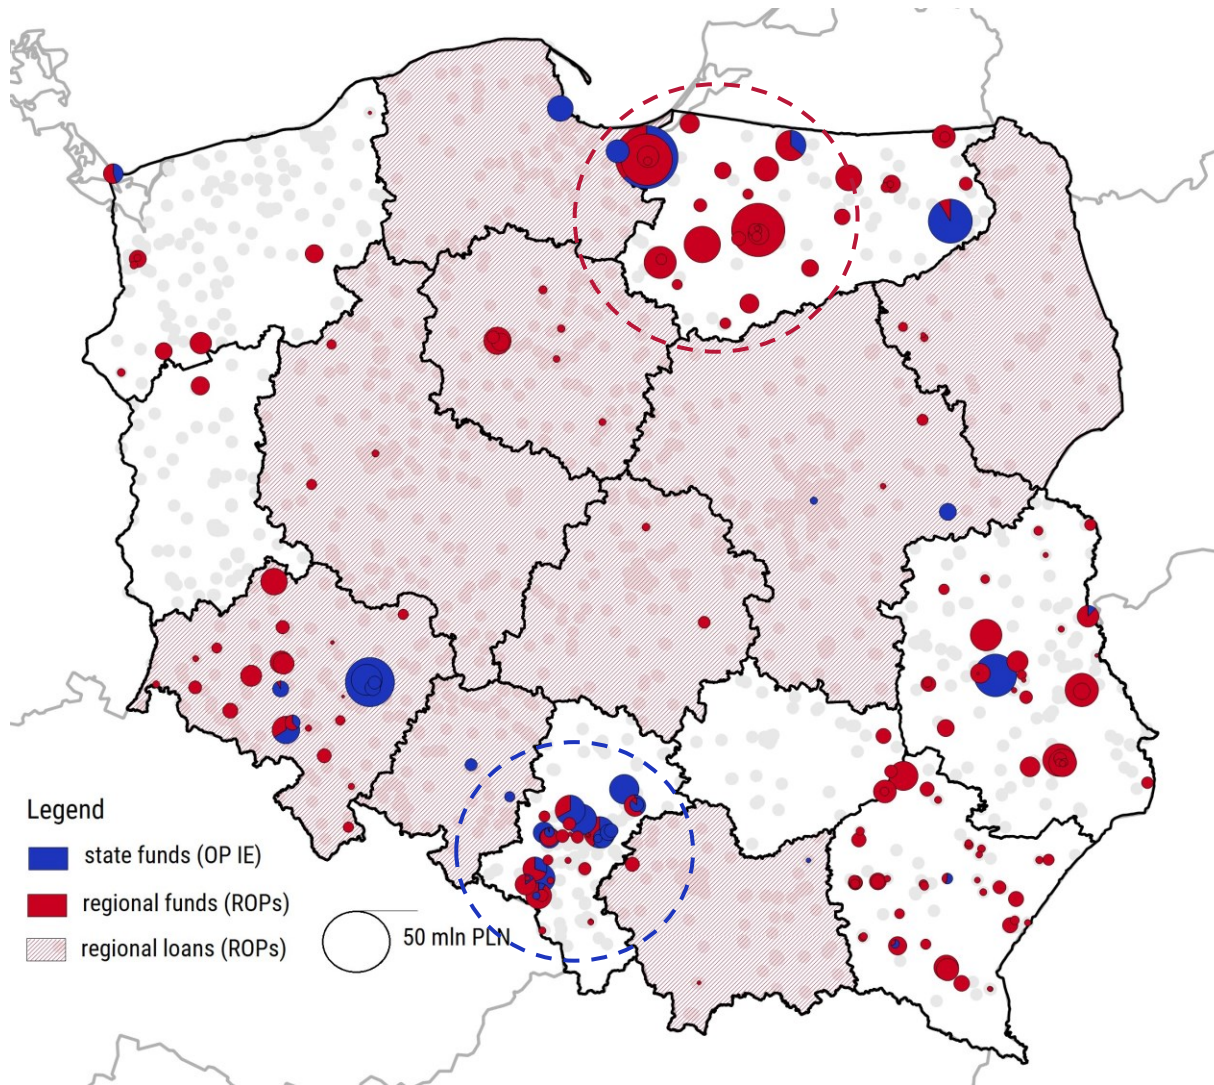 Legend
state funds (OP IE)
regional funds (ROPs)
50 mln PLN
regional loans (ROPs)